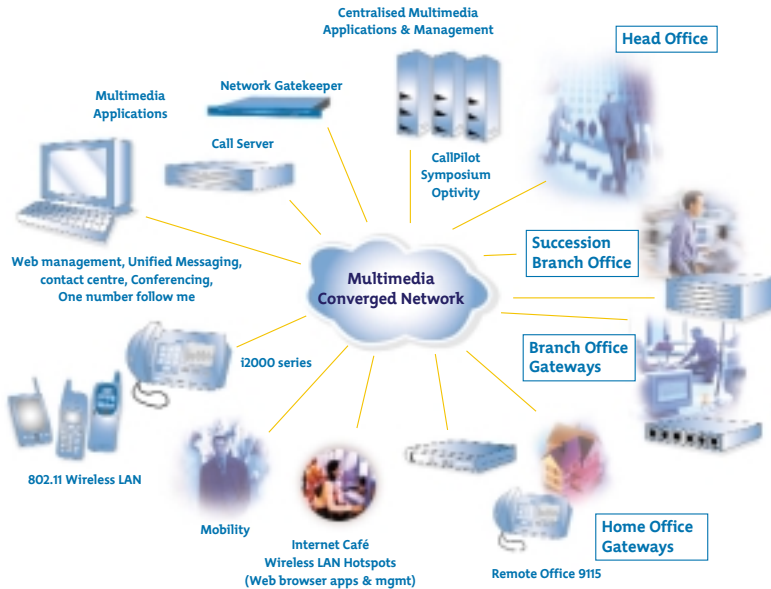 Centralised Multimedia
Applications & Management
Head Office
Network Gatekeeper
Multimedia
Applications
Call Server
CallPilot
Symposium
Optivity
Succession
Branch Office
Web management, Unified Messaging,
contact centre, Conferencing,
One number follow me
Multimedia
Converged Network
Branch Office
Gateways
i2000 series
802.11 Wireless LAN
Mobility
Internet Café
Wireless LAN Hotspots
(Web browser apps & mgmt)
Remote Office 9115
Home Office
Gateways